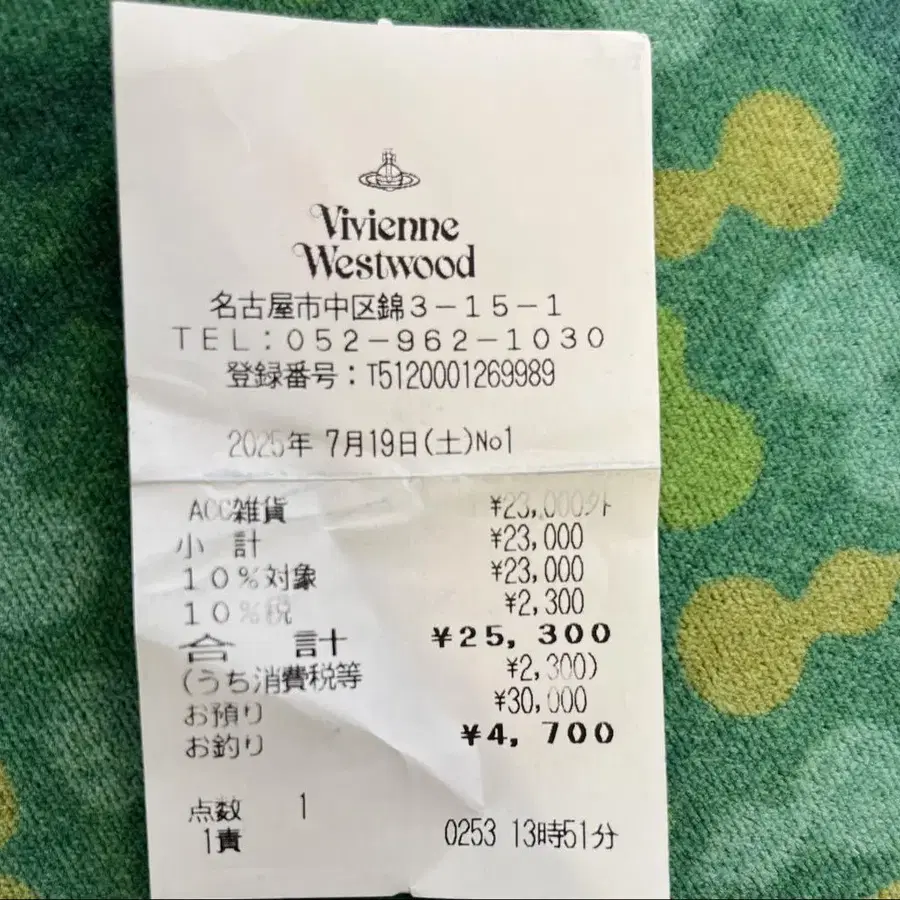 Vivienne
Westwood
名古屋市中区錦3-15-1
TEL:052-962-1030
登録番号:T5120001269989
2025年 7月19日(土)No1
ACC雑貨 ¥23,000外
小 計 ¥23,000
10%対象 ¥23,000
10%税 ¥2,300
合 計 ¥25,300
(うち消費税等 ¥2,300)
お預り ¥30,000
お釣り ¥4,700
点数 1
1責 0253 13時51分